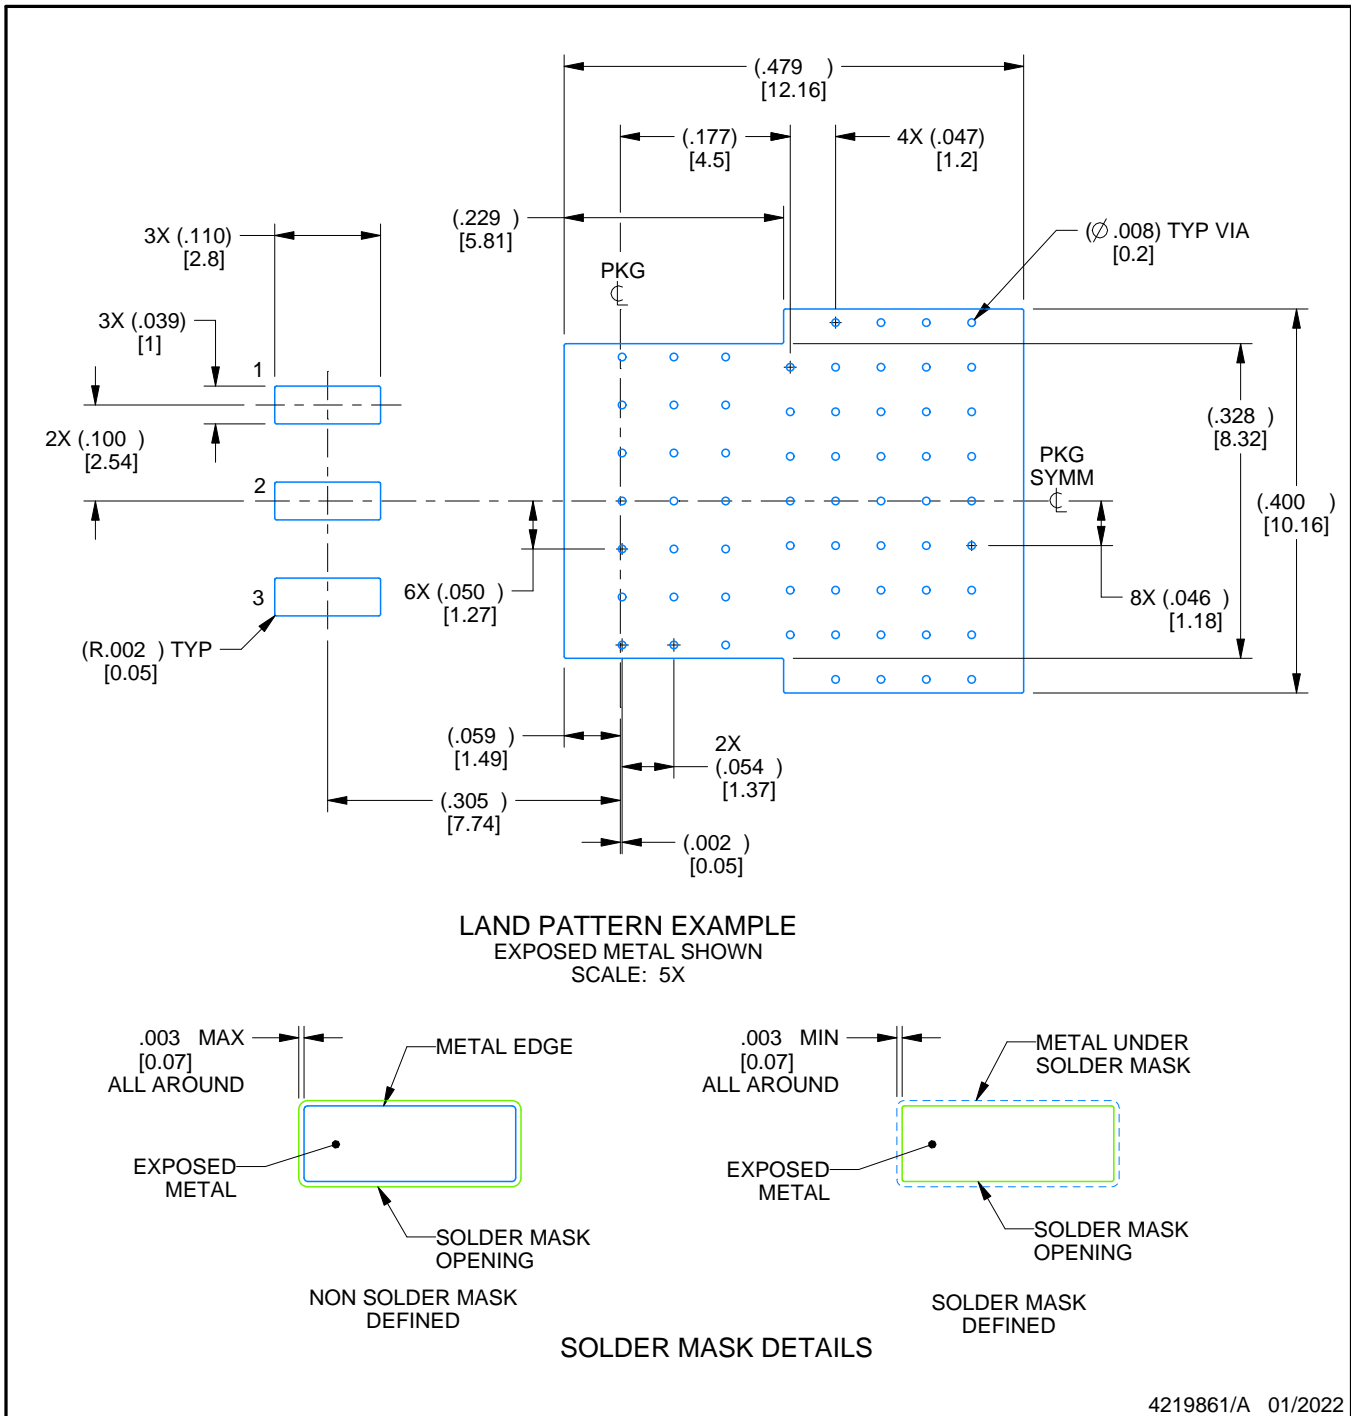 (.479 )
[12.16]
(.177)
[4.5]
4X (.047)
[1.2]
(.229 )
[5.81]
(Ø .008) TYP VIA
[0.2]
3X (.110)
[2.8]
PKG
℄
3X (.039)
[1]
1
2X (.100 )
[2.54]
(.328 )
[8.32]
PKG
SYMM
℄
2
(.400 )
[10.16]
6X (.050 )
[1.27]
3
8X (.046 )
[1.18]
(R.002 ) TYP
[0.05]
(.059 )
[1.49]
2X
(.054 )
[1.37]
(.305 )
[7.74]
(.002 )
[0.05]
LAND PATTERN EXAMPLE
EXPOSED METAL SHOWN
SCALE: 5X
.003 MAX
[0.07]
ALL AROUND
METAL EDGE
EXPOSED
METAL
SOLDER MASK
OPENING
NON SOLDER MASK
DEFINED
.003 MIN
[0.07]
ALL AROUND
METAL UNDER
SOLDER MASK
EXPOSED
METAL
SOLDER MASK
OPENING
SOLDER MASK
DEFINED
SOLDER MASK DETAILS
4219861/A 01/2022